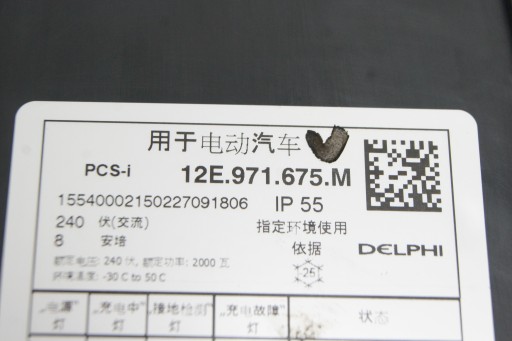 用于电动汽车
PCS-i 12E.971.675.M
15540002150227091806 IP 55
240 伏(交流) 指定环境使用
8 安培 依据 DELPHI
额定电压: 240 伏, 额定功率: 2000 瓦
环境温度: -30 C to 50 C
25
„电源” „充电中” „接地检测” „充电故障” 状态
灯 灯 灯 灯